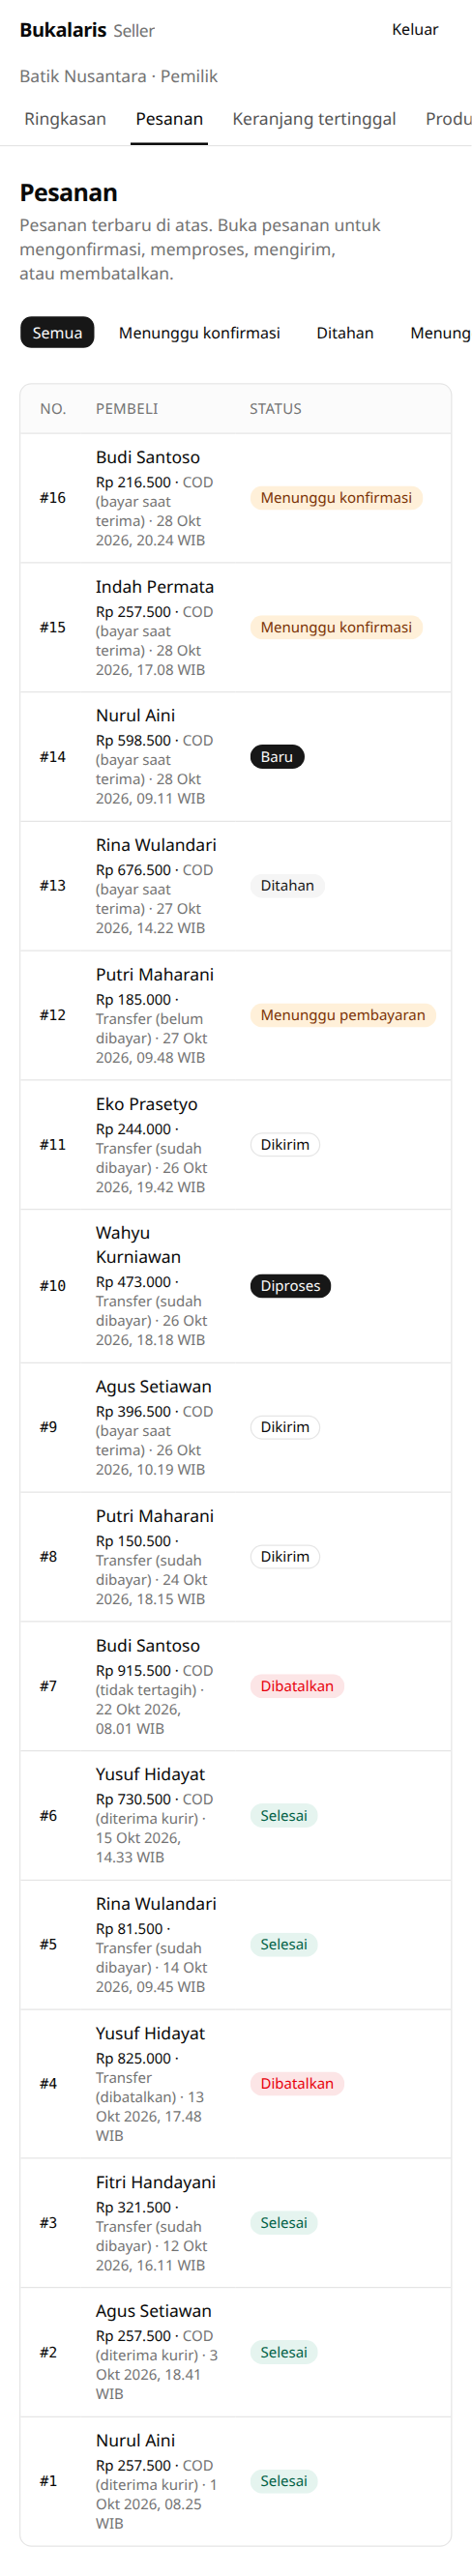 Bukalaris Seller
Keluar
Batik Nusantara · Pemilik
Ringkasan Pesanan Keranjang tertinggal Produ
Pesanan
Pesanan terbaru di atas. Buka pesanan untuk
mengonfirmasi, memproses, mengirim,
atau membatalkan.
Semua Menunggu konfirmasi Ditahan Menung
NO. PEMBELI STATUS
Budi Santoso
Rp 216.500 · COD
(bayar saat
terima) · 28 Okt
2026, 20.24 WIB
#16
Menunggu konfirmasi
Indah Permata
Rp 257.500 · COD
(bayar saat
terima) · 28 Okt
2026, 17.08 WIB
#15
Menunggu konfirmasi
Nurul Aini
Rp 598.500 · COD
(bayar saat
terima) · 28 Okt
2026, 09.11 WIB
#14
Baru
Rina Wulandari
Rp 676.500 · COD
(bayar saat
terima) · 27 Okt
2026, 14.22 WIB
#13
Ditahan
Putri Maharani
Rp 185.000 ·
Transfer (belum
dibayar) · 27 Okt
2026, 09.48 WIB
#12
Menunggu pembayaran
Eko Prasetyo
Rp 244.000 ·
Transfer (sudah
dibayar) · 26 Okt
2026, 19.42 WIB
#11
Dikirim
Wahyu
Kurniawan
Rp 473.000 ·
Transfer (sudah
dibayar) · 26 Okt
2026, 18.18 WIB
#10
Diproses
Agus Setiawan
Rp 396.500 · COD
(bayar saat
terima) · 26 Okt
2026, 10.19 WIB
#9
Dikirim
Putri Maharani
Rp 150.500 ·
Transfer (sudah
dibayar) · 24 Okt
2026, 18.15 WIB
#8
Dikirim
Budi Santoso
Rp 915.500 · COD
(tidak tertagih) ·
22 Okt 2026,
08.01 WIB
#7
Dibatalkan
Yusuf Hidayat
Rp 730.500 · COD
(diterima kurir) ·
15 Okt 2026,
14.33 WIB
#6
Selesai
Rina Wulandari
Rp 81.500 ·
Transfer (sudah
dibayar) · 14 Okt
2026, 09.45 WIB
#5
Selesai
Yusuf Hidayat
Rp 825.000 ·
Transfer
(dibatalkan) · 13
Okt 2026, 17.48
WIB
#4
Dibatalkan
Fitri Handayani
Rp 321.500 ·
Transfer (sudah
dibayar) · 12 Okt
2026, 16.11 WIB
#3
Selesai
Agus Setiawan
Rp 257.500 · COD
(diterima kurir) · 3
Okt 2026, 18.41
WIB
#2
Selesai
Nurul Aini
Rp 257.500 · COD
(diterima kurir) · 1
Okt 2026, 08.25
WIB
#1
Selesai